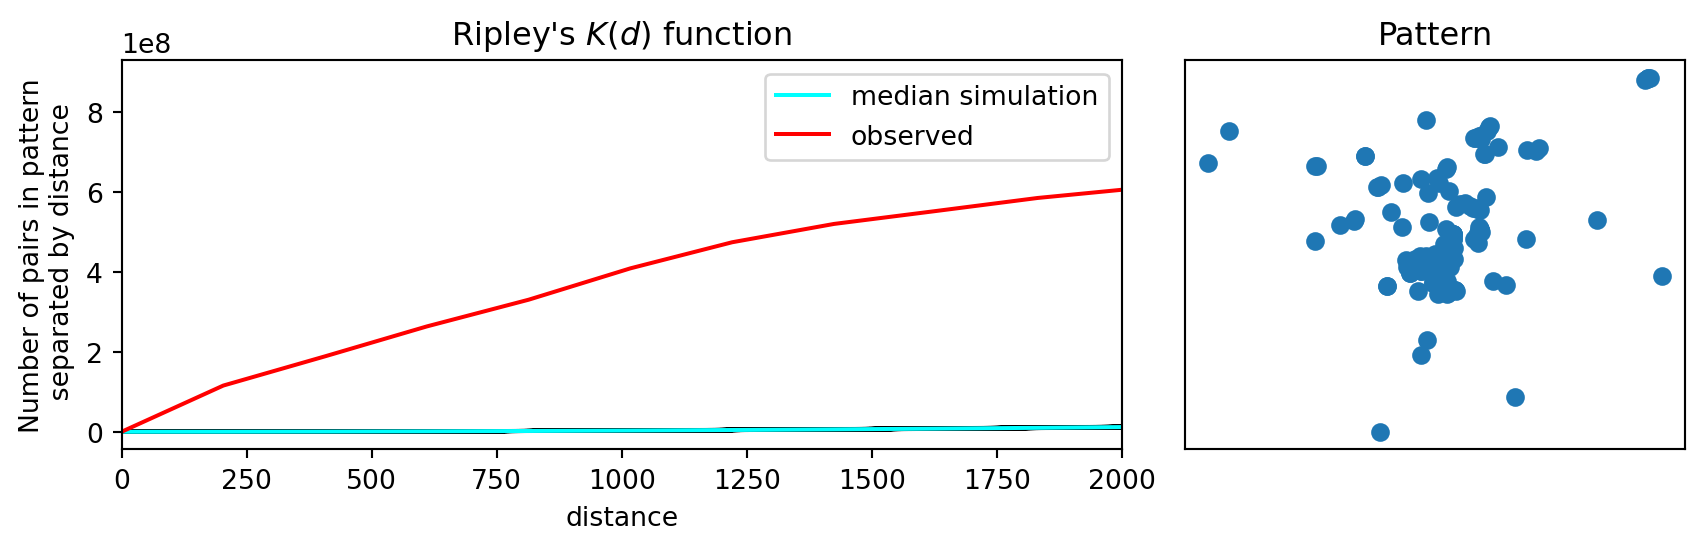 Ripley's K(d) function
1e8
Number of pairs in pattern
separated by distance
8
6
4
2
0
median simulation
observed
0 250 500 750 1000 1250 1500 1750 2000
distance
Pattern